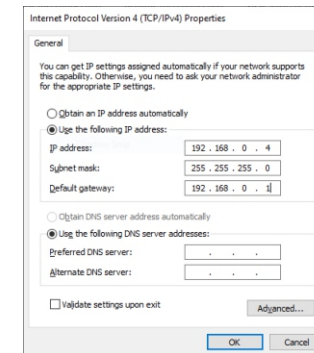 Internet Protocol Version 4 (TCP/IPv4) Properties
General
You can get IP settings assigned automatically if your network supports
this capability. Otherwise, you need to ask your network administrator
for the appropriate IP settings.
Obtain an IP address automatically
Use the following IP address:
IP address: 192 . 168 . 0 . 4
Subnet mask: 255 . 255 . 255 . 0
Default gateway: 192 . 168 . 0 . 1
Obtain DNS server address automatically
Use the following DNS server addresses:
Preferred DNS server: . . .
Alternate DNS server: . . .
Validate settings upon exit
Advanced...
OK Cancel